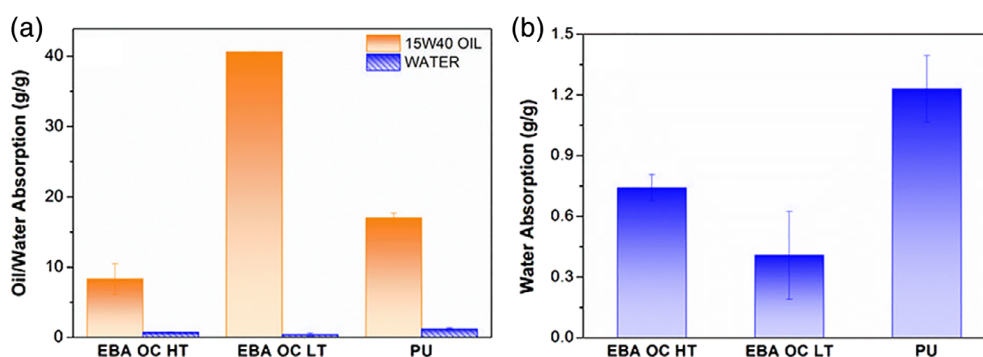 (a)
Oil/Water Absorption (g/g)
40
30
20
10
0
15W40 OIL
WATER
EBA OC HT
EBA OC LT
PU
(b)
Water Absorption (g/g)
1.5
1.2
0.9
0.6
0.3
0.0
EBA OC HT
EBA OC LT
PU